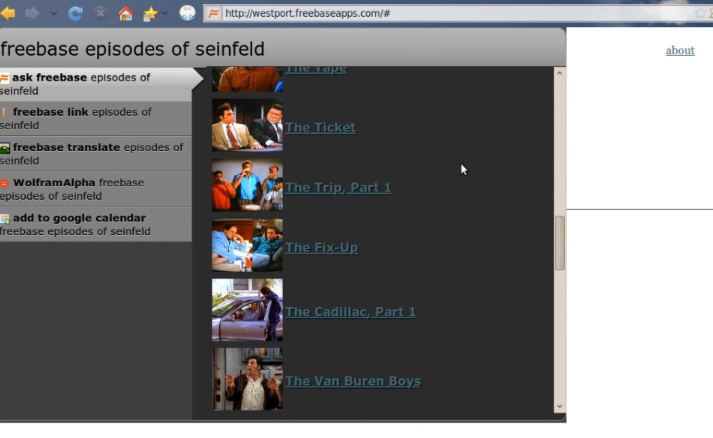 http://westport.freebaseapps.com/#
freebase episodes of seinfeld
about
ask freebase episodes of
seinfeld
freebase link episodes of
seinfeld
freebase translate episodes of
seinfeld
WolframAlpha freebase
episodes of seinfeld
add to google calendar
freebase episodes of seinfeld
The Tape
The Ticket
The Trip, Part 1
The Fix-Up
The Cadillac, Part 1
The Van Buren Boys